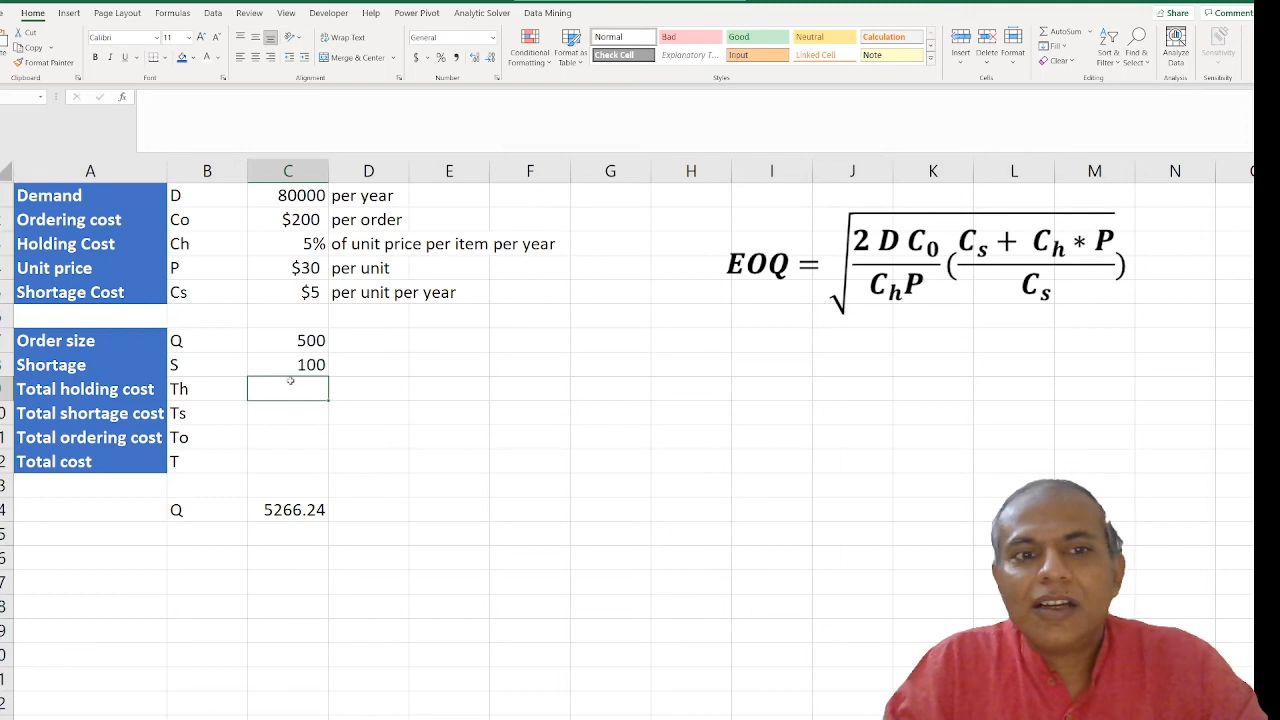 Home Insert Page Layout Formulas Data Review View Developer Help Power Pivot Analytic Solver Data Mining Share Comment
Cut
Copy
Format Painter
Clipboard
Calibri 11 A A
B I U A
Font
Wrap Text
Merge & Center
Alignment
General
$ % ,
Number
Conditional Formatting
Format as Table
Normal Bad Good Neutral Calculation
Check Cell Explanatory T... Input Linked Cell Note
Styles
Insert Delete Format
Cells
AutoSum
Fill
Clear
Sort & Filter
Find & Select
Editing
Analyze Data
Analysis
Sensitivity
Sensitivity
fx
A B C D E F G H I J K L M N
Demand D 80000 per year
Ordering cost Co $200 per order
Holding Cost Ch 5% of unit price per item per year
Unit price P $30 per unit
Shortage Cost Cs $5 per unit per year
Order size Q 500
Shortage S 100
Total holding cost Th
Total shortage cost Ts
Total ordering cost To
Total cost T
Q 5266.24
EOQ = √ 2 D C₀ / CₕP ( Cₛ + Cₕ * P / Cₛ )